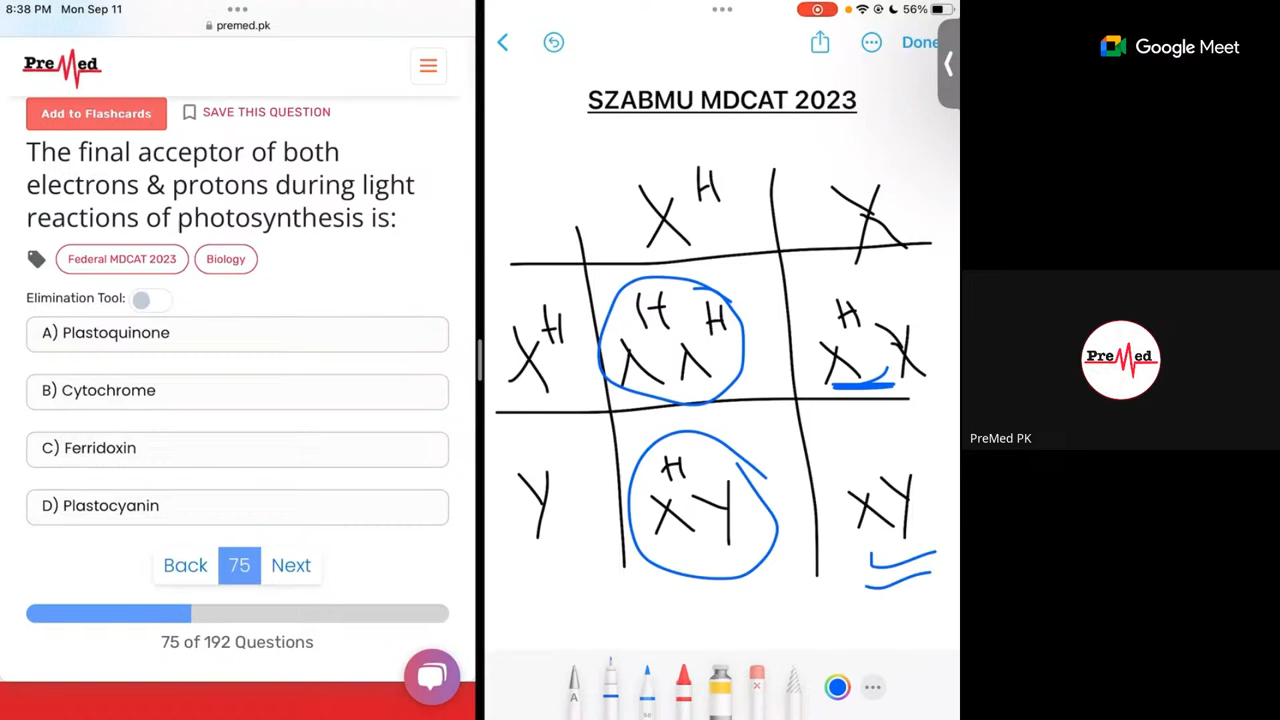 8:38 PM Mon Sep 11
premed.pk
56%
PreMed
Add to Flashcards
SAVE THIS QUESTION
The final acceptor of both
electrons & protons during light
reactions of photosynthesis is:
Federal MDCAT 2023
Biology
Elimination Tool:
A) Plastoquinone
B) Cytochrome
C) Ferridoxin
D) Plastocyanin
Back 75 Next
75 of 192 Questions
Done
SZABMU MDCAT 2023
X^H X
X^H X^H X^H X^H X
Y X^H Y XY
Google Meet
PreMed
PreMed PK